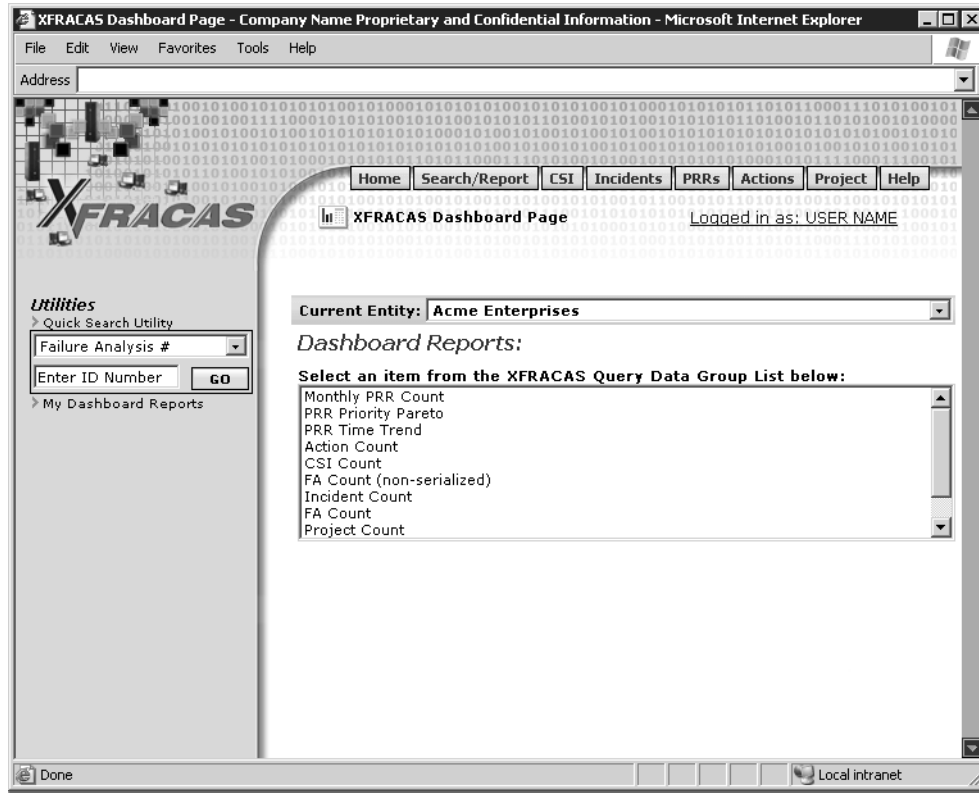 XFRACAS Dashboard Page - Company Name Proprietary and Confidential Information - Microsoft Internet Explorer
File Edit View Favorites Tools Help
Address
Home Search/Report CSI Incidents PRRs Actions Project Help
XFRACAS
XFRACAS Dashboard Page
Logged in as: USER NAME
Utilities
Quick Search Utility
Failure Analysis #
Enter ID Number GO
My Dashboard Reports
Current Entity: Acme Enterprises
Dashboard Reports:
Select an item from the XFRACAS Query Data Group List below:
Monthly PRR Count
PRR Priority Pareto
PRR Time Trend
Action Count
CSI Count
FA Count (non-serialized)
Incident Count
FA Count
Project Count
Done
Local intranet